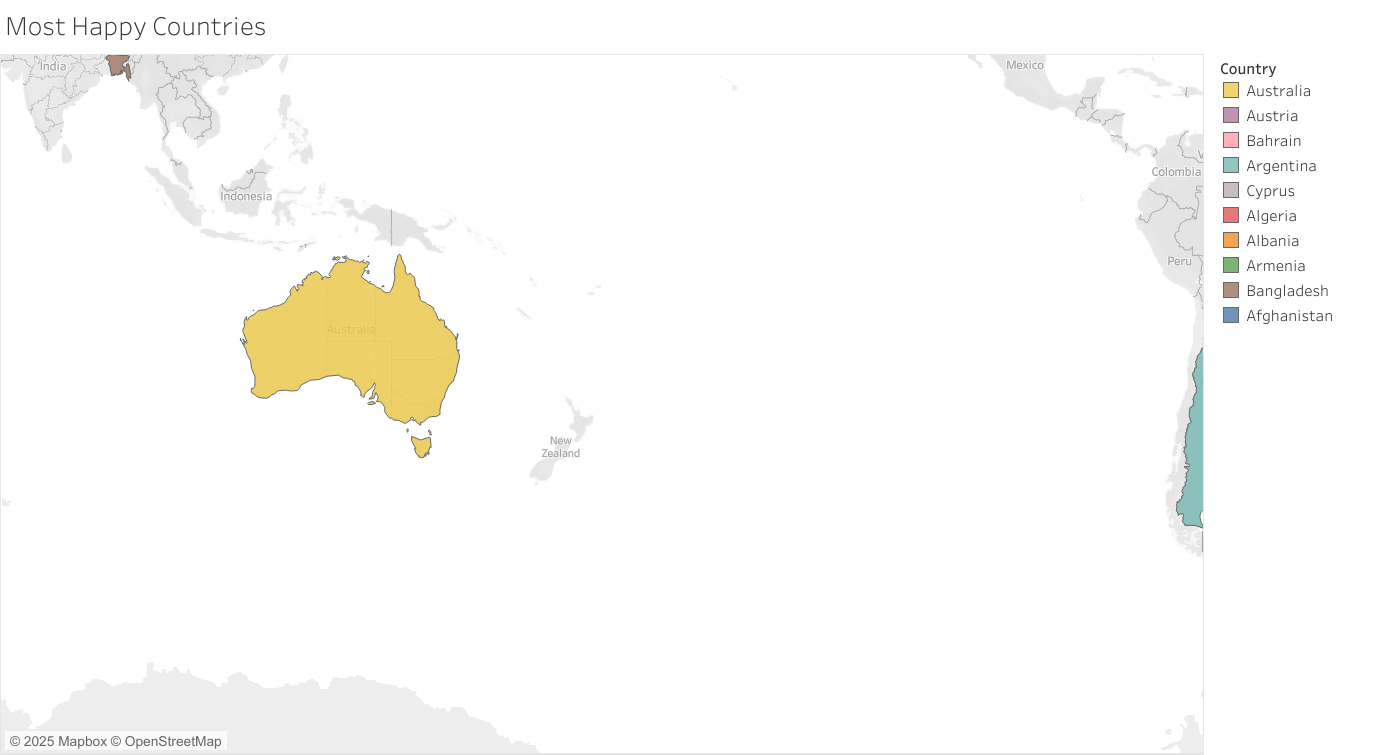 Most Happy Countries
India
Mexico
Colombia
V
Indonesia
Peru
Australia
New
Zealand
© 2025 Mapbox © OpenStreetMap
Country
Australia
Austria
Bahrain
Argentina
Cyprus
Algeria
Albania
Armenia
Bangladesh
Afghanistan